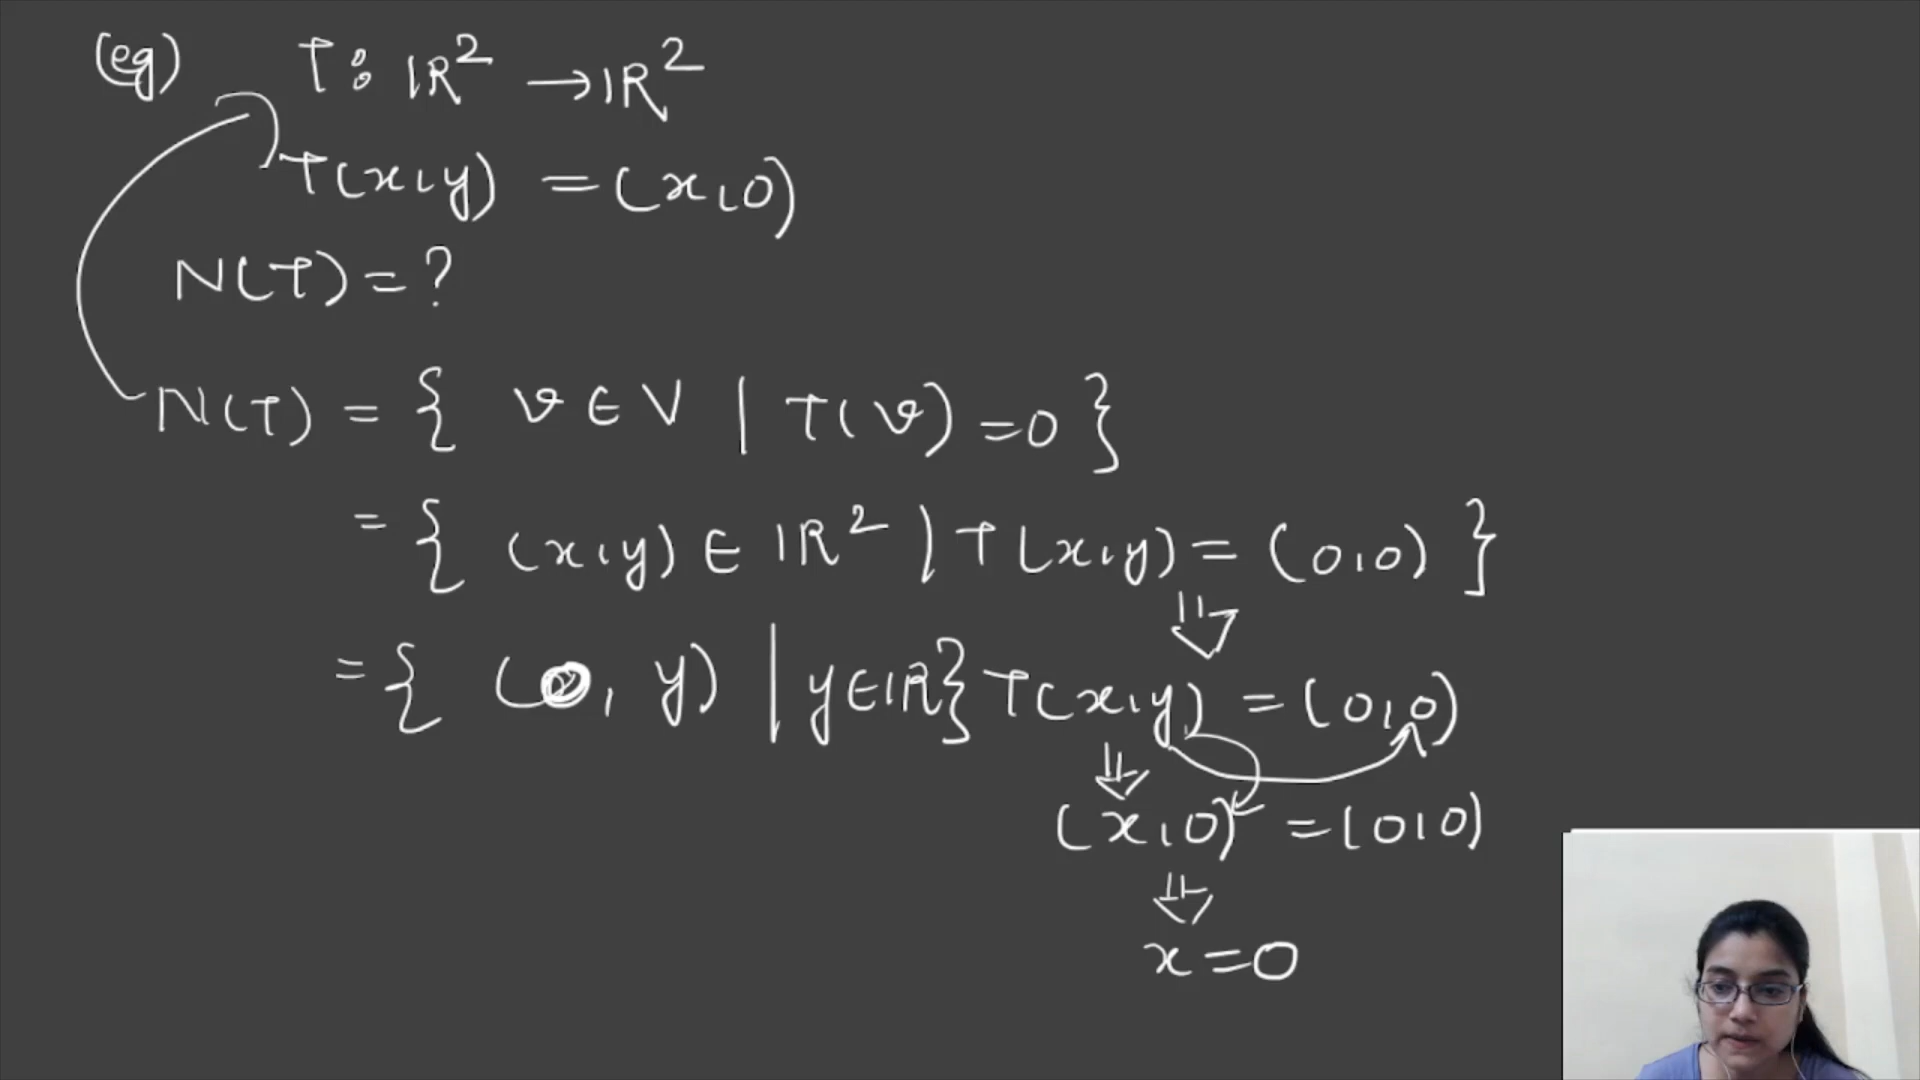 (eg) T: ℝ² → ℝ²
T(x,y) = (x,0)
N(T) = ?
N(T) = { v ∈ V | T(v) = 0 }
= { (x,y) ∈ ℝ² | T(x,y) = (0,0) }
⇓
= { (0, y) | y ∈ ℝ } T(x,y) = (0,0)
⇓
(x,0) = (0,0)
⇓
x = 0